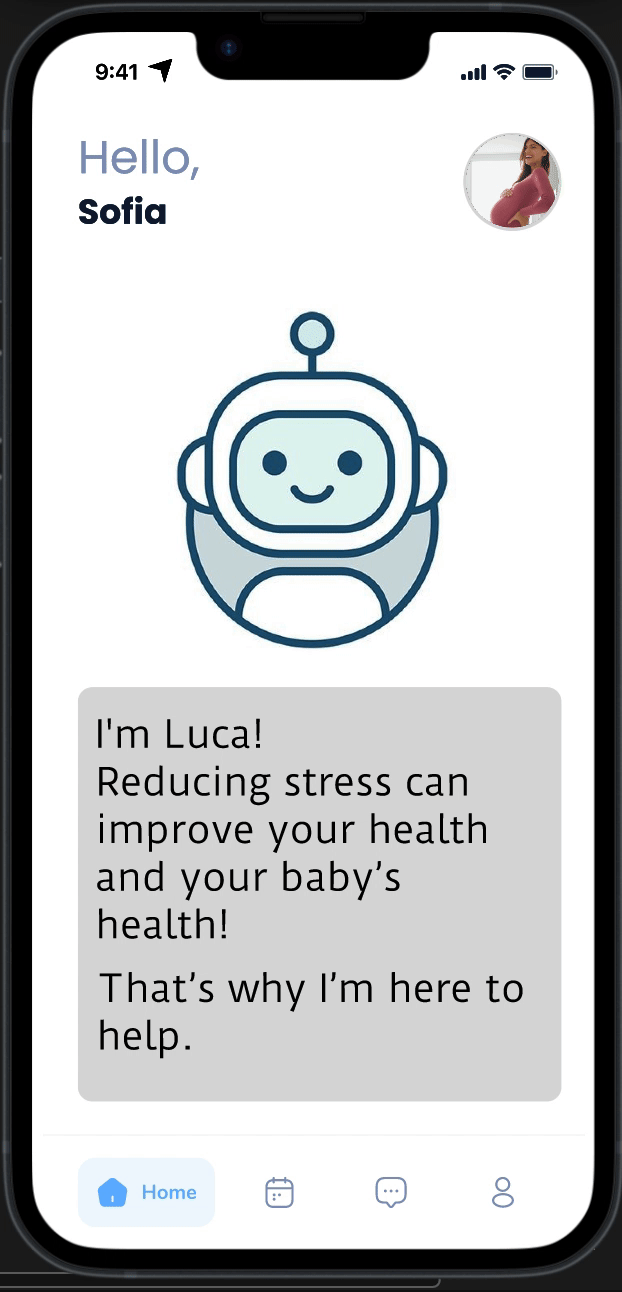 9:41
Hello,
Sofia
I'm Luca!
Reducing stress can
improve your health
and your baby’s
health!
That’s why I’m here to
help.
Home